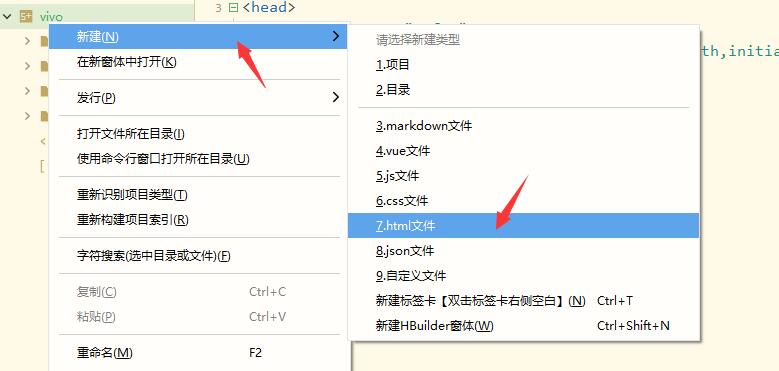 vivo
3 <head>
新建(N)
在新窗体中打开(K)
发行(P)
打开文件所在目录(I)
使用命令行窗口打开所在目录(U)
重新识别项目类型(T)
重新构建项目索引(R)
字符搜索(选中目录或文件)(F)
复制(C) Ctrl+C
粘贴(P) Ctrl+V
重命名(M) F2
请选择新建类型
1.项目
2.目录
3.markdown文件
4.vue文件
5.js文件
6.css文件
7.html文件
8.json文件
9.自定义文件
新建标签卡【双击标签卡右侧空白】(N) Ctrl+T
新建HBuilder窗体(W) Ctrl+Shift+N
th,initia